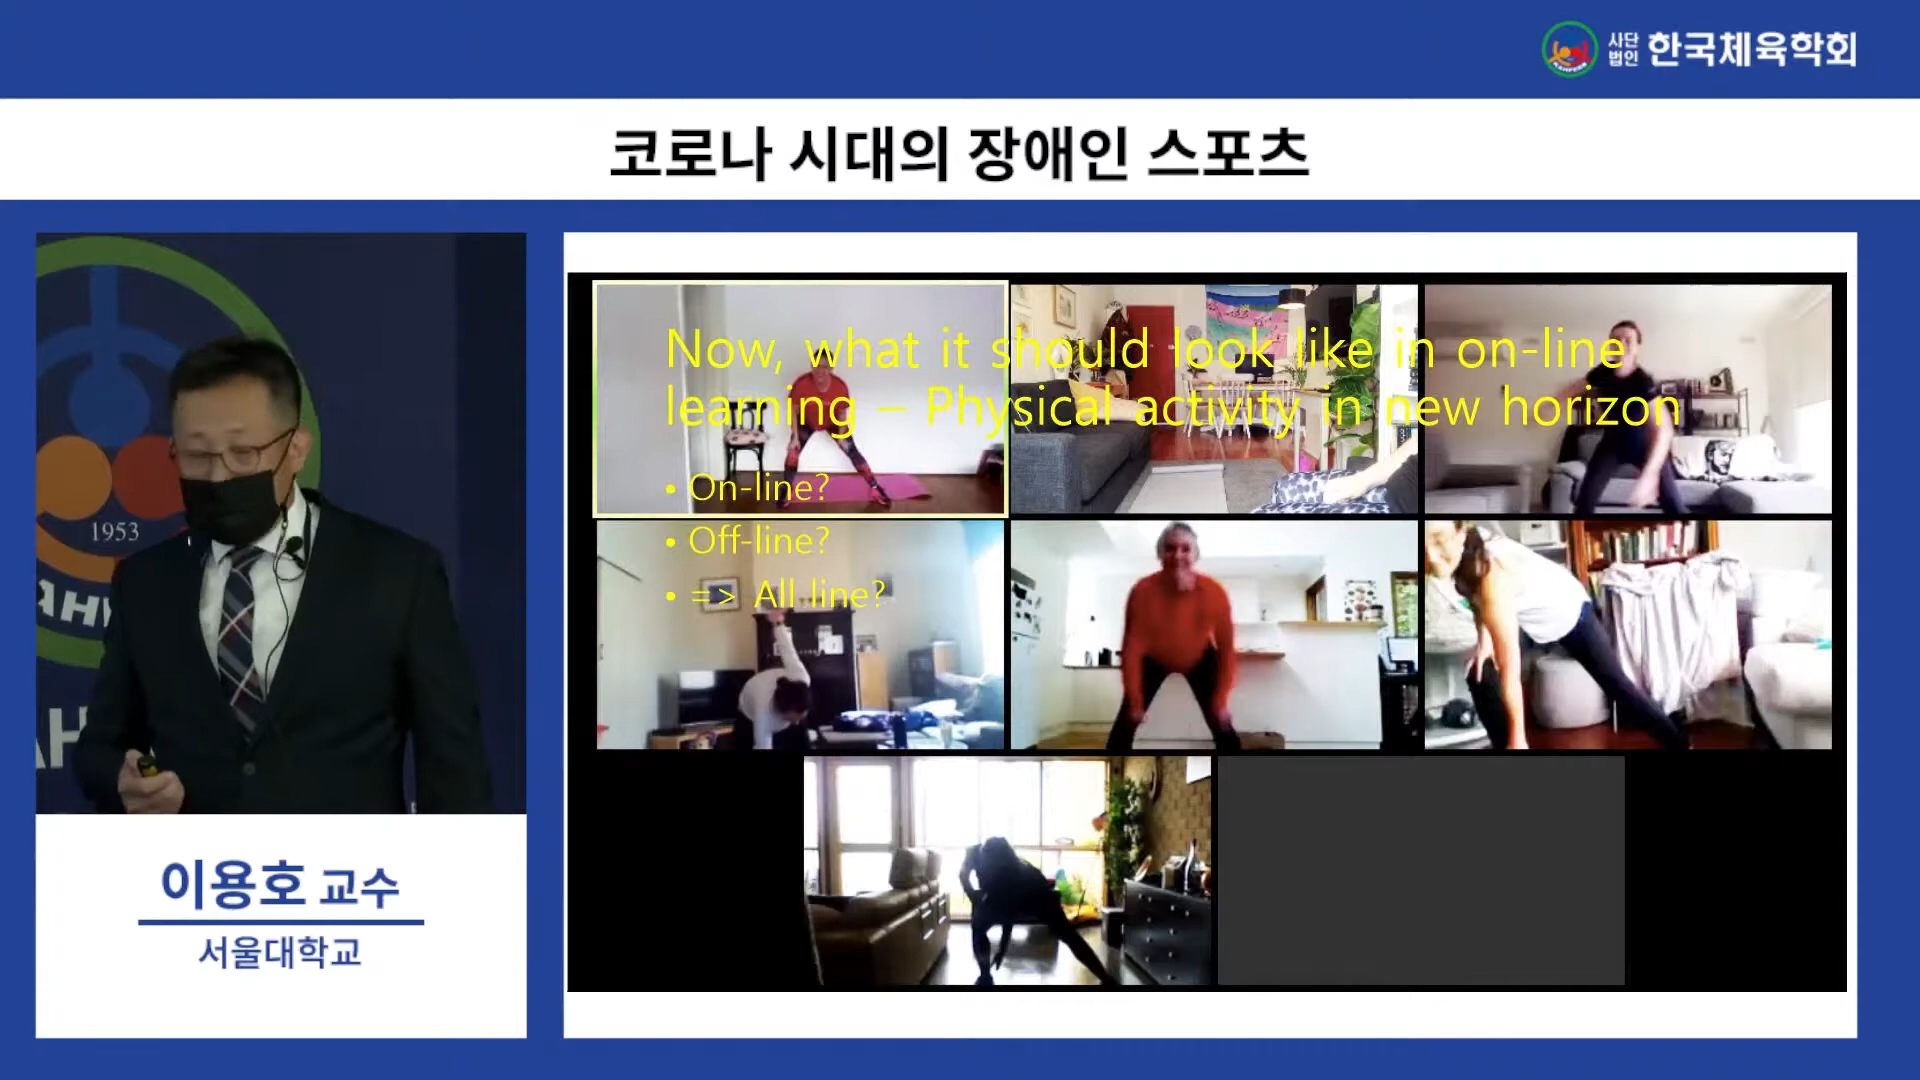 사단
법인
한국체육학회
코로나 시대의 장애인 스포츠
1953
이용호 교수
서울대학교
Now, what it should look like in on-line
learning – Physical activity in new horizon
• On-line?
• Off-line?
• => All line?